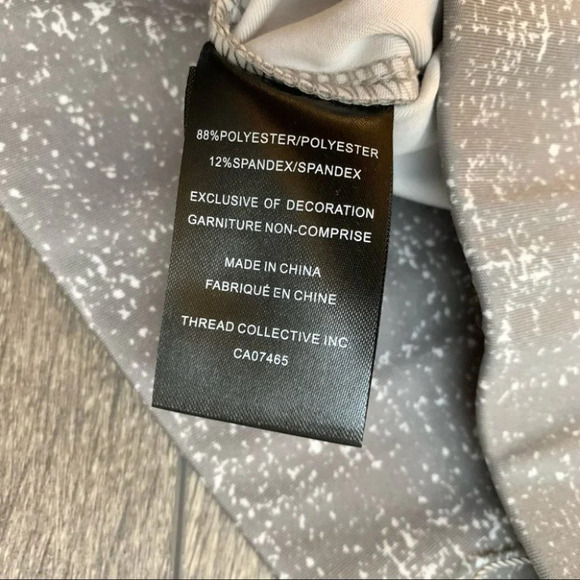 88%POLYESTER/POLYESTER
12%SPANDEX/SPANDEX
EXCLUSIVE OF DECORATION
GARNITURE NON-COMPRISE
MADE IN CHINA
FABRIQUÉ EN CHINE
THREAD COLLECTIVE INC
CA07465